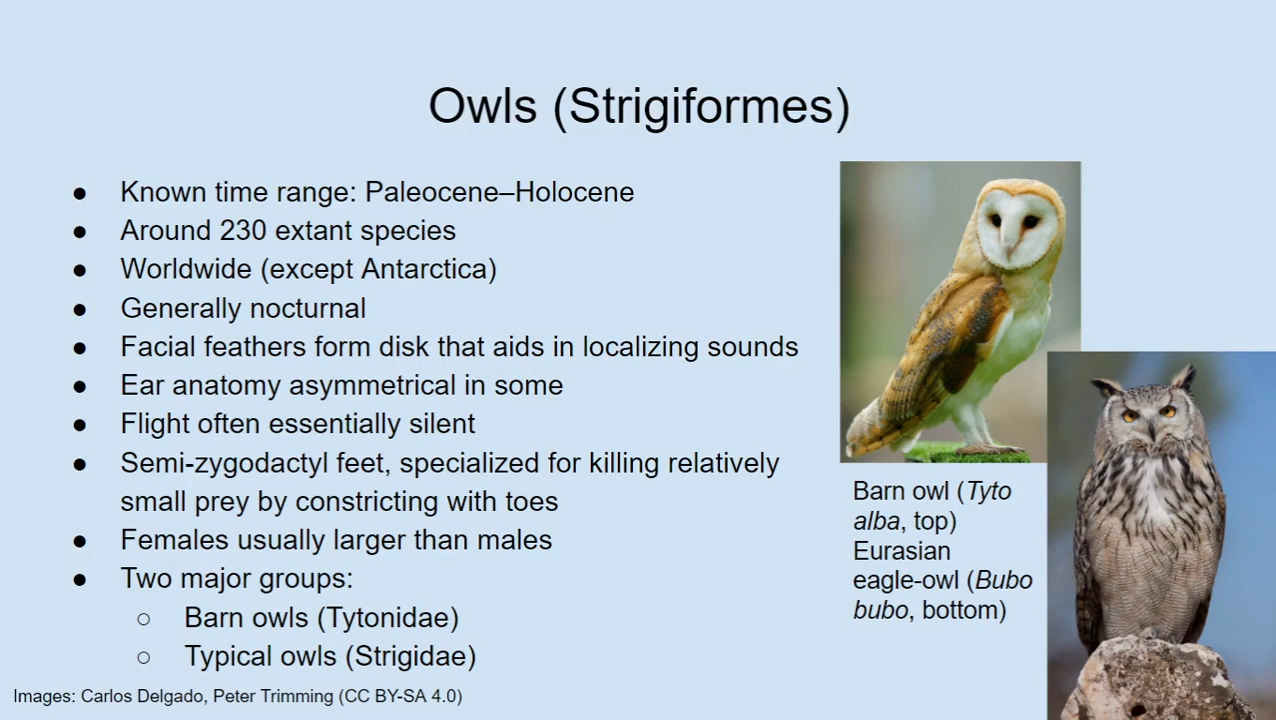 Owls (Strigiformes)
● Known time range: Paleocene–Holocene
● Around 230 extant species
● Worldwide (except Antarctica)
● Generally nocturnal
● Facial feathers form disk that aids in localizing sounds
● Ear anatomy asymmetrical in some
● Flight often essentially silent
● Semi-zygodactyl feet, specialized for killing relatively
small prey by constricting with toes
● Females usually larger than males
● Two major groups:
○ Barn owls (Tytonidae)
○ Typical owls (Strigidae)
Barn owl (Tyto
alba, top)
Eurasian
eagle-owl (Bubo
bubo, bottom)
Images: Carlos Delgado, Peter Trimming (CC BY-SA 4.0)